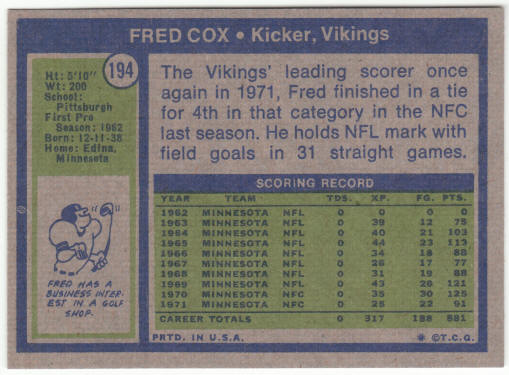 FRED COX • Kicker, Vikings
194
Ht: 5'10"
Wt: 200
School:
Pittsburgh
First Pro
Season: 1962
Born: 12-11-38
Home: Edina,
Minnesota
FRED HAS A
BUSINESS INTER-
EST IN A GOLF
SHOP.
The Vikings' leading scorer once
again in 1971, Fred finished in a tie
for 4th in that category in the NFC
last season. He holds NFL mark with
field goals in 31 straight games.
SCORING RECORD
YEAR TEAM TDS. XP. FG. PTS.
1962 MINNESOTA NFL 0 0 0 0
1963 MINNESOTA NFL 0 39 12 75
1964 MINNESOTA NFL 0 40 21 103
1965 MINNESOTA NFL 0 44 23 113
1966 MINNESOTA NFL 0 34 18 88
1967 MINNESOTA NFL 0 26 17 77
1968 MINNESOTA NFL 0 31 19 88
1969 MINNESOTA NFL 0 43 26 121
1970 MINNESOTA NFC 0 35 30 125
1971 MINNESOTA NFC 0 25 22 91
CAREER TOTALS 0 317 188 881
PRTD. IN U.S.A. * © T.C.G.